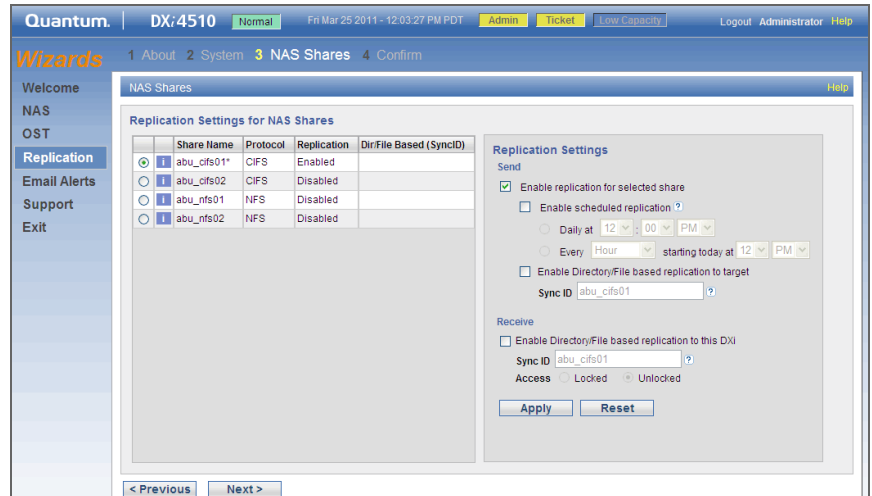 Quantum. DXi4510 Normal Fri Mar 25 2011 - 12:03:27 PM PDT Admin Ticket Low Capacity Logout Administrator Help
Wizards 1 About 2 System 3 NAS Shares 4 Confirm
Welcome
NAS
OST
Replication
Email Alerts
Support
Exit
NAS Shares Help
Replication Settings for NAS Shares
Share Name Protocol Replication Dir/File Based (SyncID)
i abu_cifs01* CIFS Enabled
i abu_cifs02 CIFS Disabled
i abu_nfs01 NFS Disabled
i abu_nfs02 NFS Disabled
Replication Settings
Send
Enable replication for selected share
Enable scheduled replication ?
Daily at 12 : 00 PM
Every Hour starting today at 12 PM
Enable Directory/File based replication to target
Sync ID abu_cifs01 ?
Receive
Enable Directory/File based replication to this DXi
Sync ID abu_cifs01 ?
Access Locked Unlocked
Apply Reset
< Previous Next >